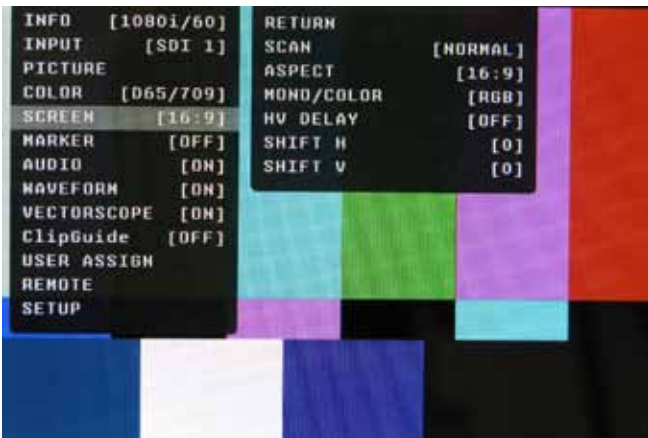 INFO [1080i/60]
INPUT [SDI 1]
PICTURE
COLOR [D65/709]
SCREEN [16:9]
MARKER [OFF]
AUDIO [ON]
WAVEFORM [ON]
VECTORSCOPE [ON]
ClipGuide [OFF]
USER ASSIGN
REMOTE
SETUP
RETURN
SCAN [NORMAL]
ASPECT [16:9]
MONO/COLOR [RGB]
HV DELAY [OFF]
SHIFT H [0]
SHIFT V [0]